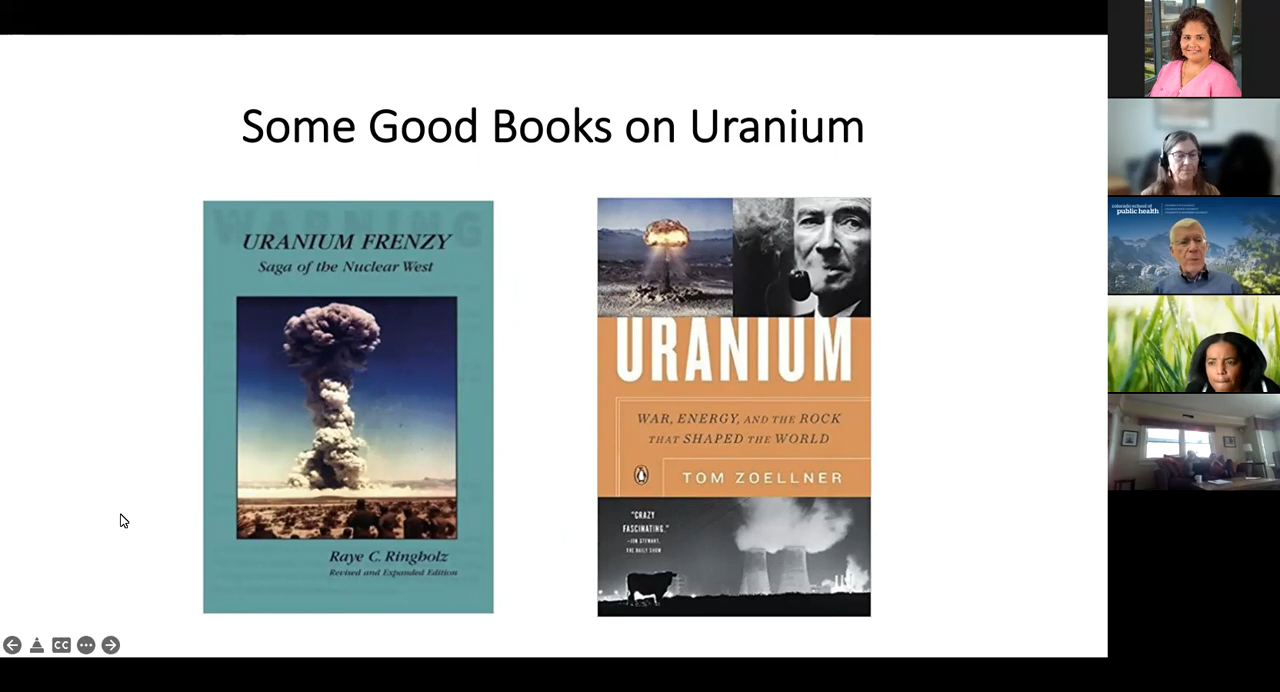 Some Good Books on Uranium
URANIUM FRENZY
Saga of the Nuclear West
Raye C. Ringholz
Revised and Expanded Edition
URANIUM
WAR, ENERGY, AND THE ROCK
THAT SHAPED THE WORLD
TOM ZOELLNER
"CRAZY
FASCINATING."
—JON STEWART,
THE DAILY SHOW
CC
colorado school of
public health